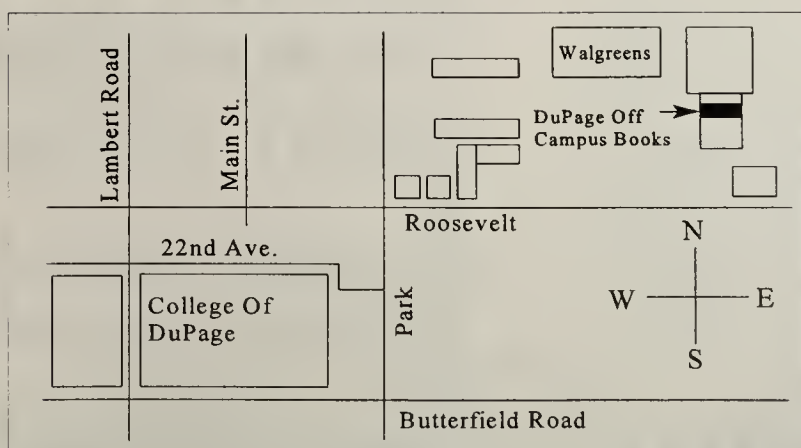 Lambert Road
Main St.
Walgreens
DuPage Off
Campus Books
Roosevelt
22nd Ave.
College Of
DuPage
Park
N
W
E
S
Butterfield Road